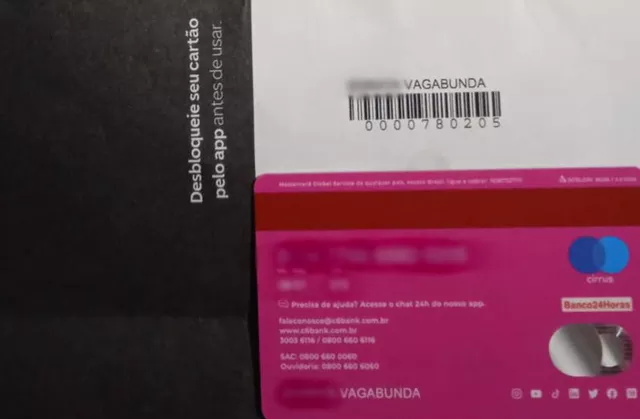 Desbloqueie seu cartão
pelo app antes de usar.
VAGABUNDA
0000780205
cirrus
Precisa de ajuda? Acesse o chat 24h do nosso app.
Banco24Horas
faleconosco@c6bank.com.br
www.c6bank.com.br
3003 6116 / 0800 660 6116
SAC: 0800 660 0060
Ouvidoria: 0800 660 6060
VAGABUNDA